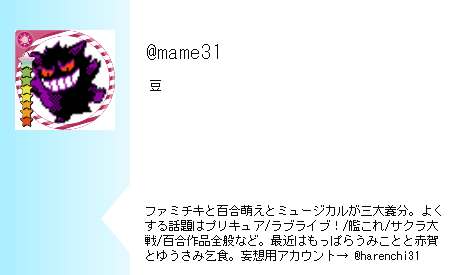 @mame31
豆
ファミチキと百合萌えとミュージカルが三大養分。よく
する話題はプリキュア/ラブライブ！/艦これ/サクラ大
戦/百合作品全般など。最近はもっぱらうみことと赤賀
とゆうさみ乞食。妄想用アカウント→ @harenchi31